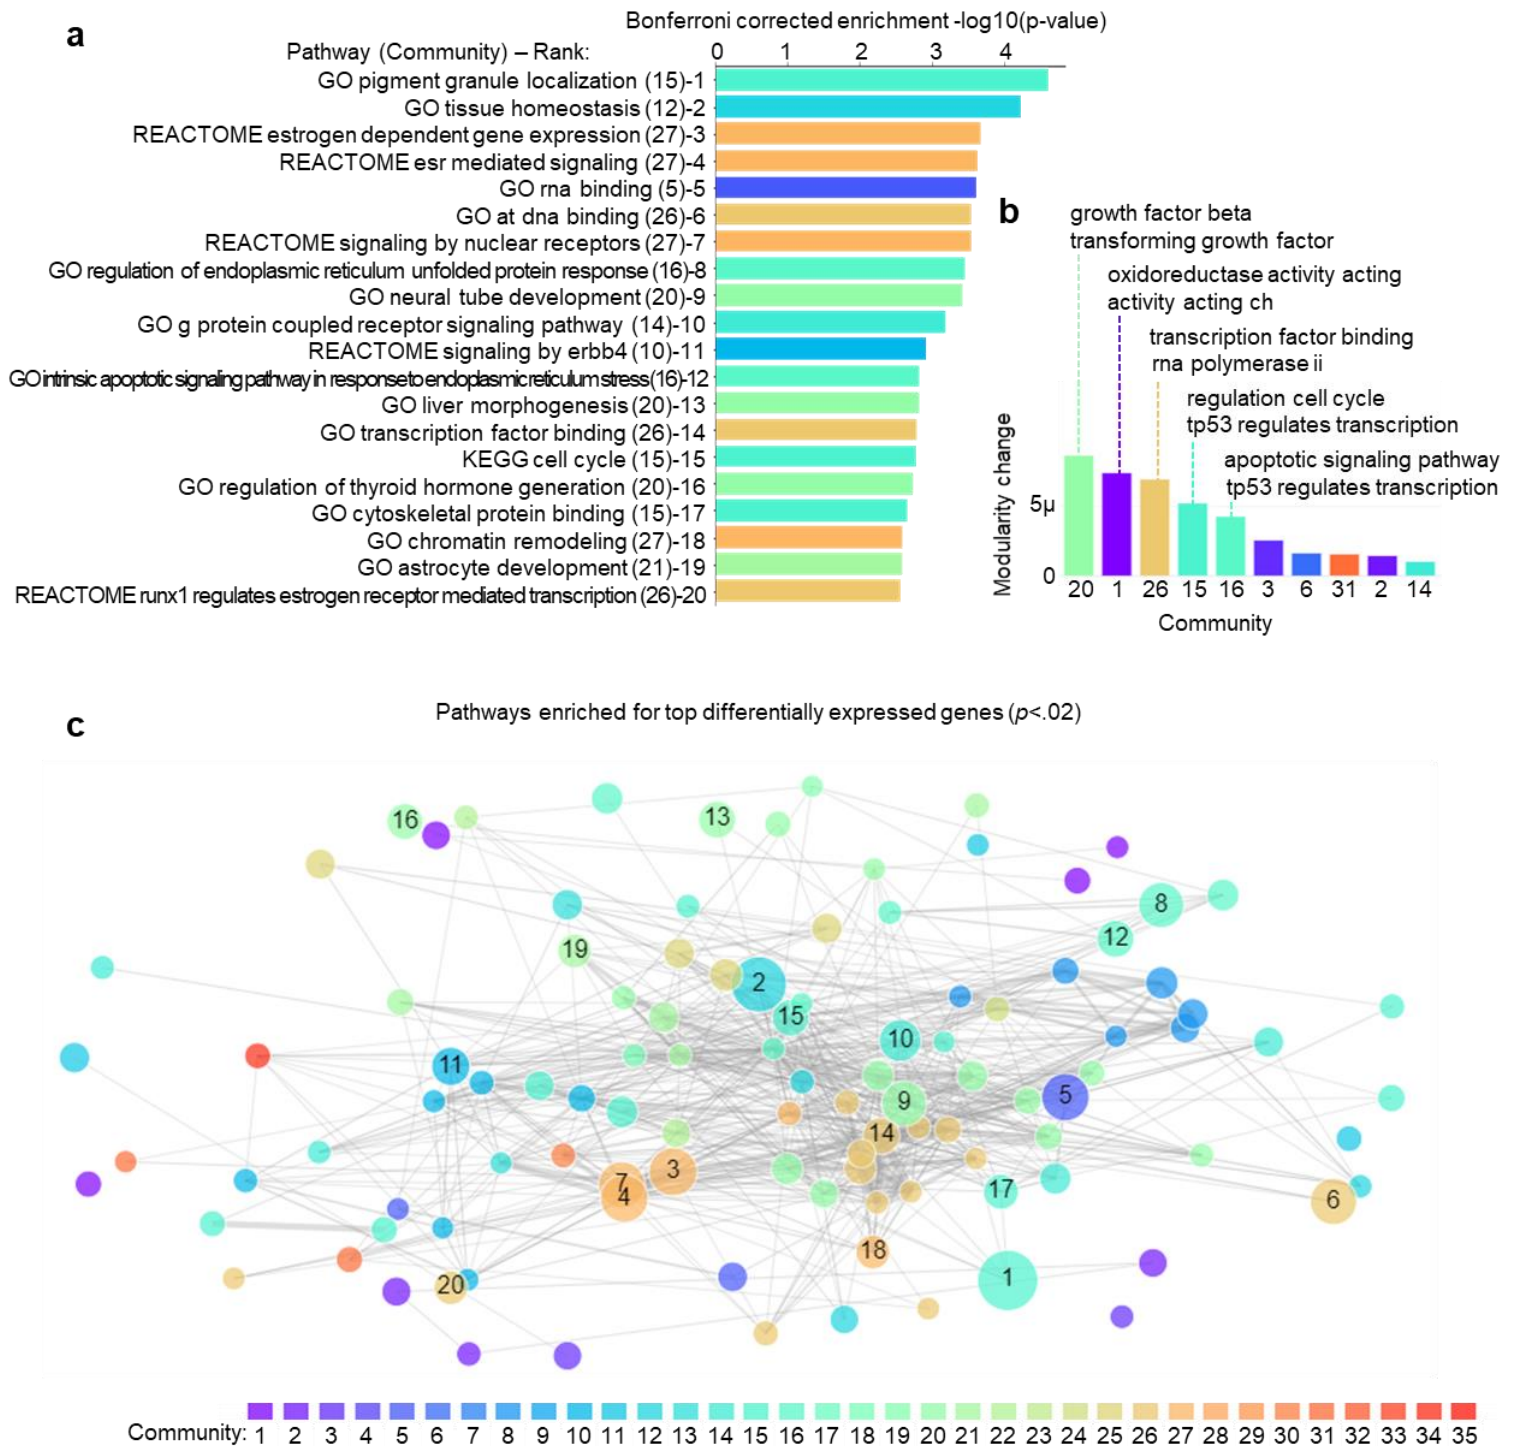 a
Bonferroni corrected enrichment -log10(p-value)
Pathway (Community) – Rank:
0 1 2 3 4
GO pigment granule localization (15)-1
GO tissue homeostasis (12)-2
REACTOME estrogen dependent gene expression (27)-3
REACTOME esr mediated signaling (27)-4
GO rna binding (5)-5
GO at dna binding (26)-6
REACTOME signaling by nuclear receptors (27)-7
GO regulation of endoplasmic reticulum unfolded protein response (16)-8
GO neural tube development (20)-9
GO g protein coupled receptor signaling pathway (14)-10
REACTOME signaling by erbb4 (10)-11
GO intrinsic apoptotic signaling pathway in response to endoplasmic reticulum stress (16)-12
GO liver morphogenesis (20)-13
GO transcription factor binding (26)-14
KEGG cell cycle (15)-15
GO regulation of thyroid hormone generation (20)-16
GO cytoskeletal protein binding (15)-17
GO chromatin remodeling (27)-18
GO astrocyte development (21)-19
REACTOME runx1 regulates estrogen receptor mediated transcription (26)-20
b
growth factor beta
transforming growth factor
oxidoreductase activity acting
activity acting ch
transcription factor binding
rna polymerase ii
regulation cell cycle
tp53 regulates transcription
apoptotic signaling pathway
tp53 regulates transcription
Modularity change
5μ
0
20 1 26 15 16 3 6 31 2 14
Community
c
Pathways enriched for top differentially expressed genes (p<.02)
16
13
8
12
19
2
15
10
11
5
9
14
3
7
4
17
6
18
1
20
Community: 1 2 3 4 5 6 7 8 9 10 11 12 13 14 15 16 17 18 19 20 21 22 23 24 25 26 27 28 29 30 31 32 33 34 35